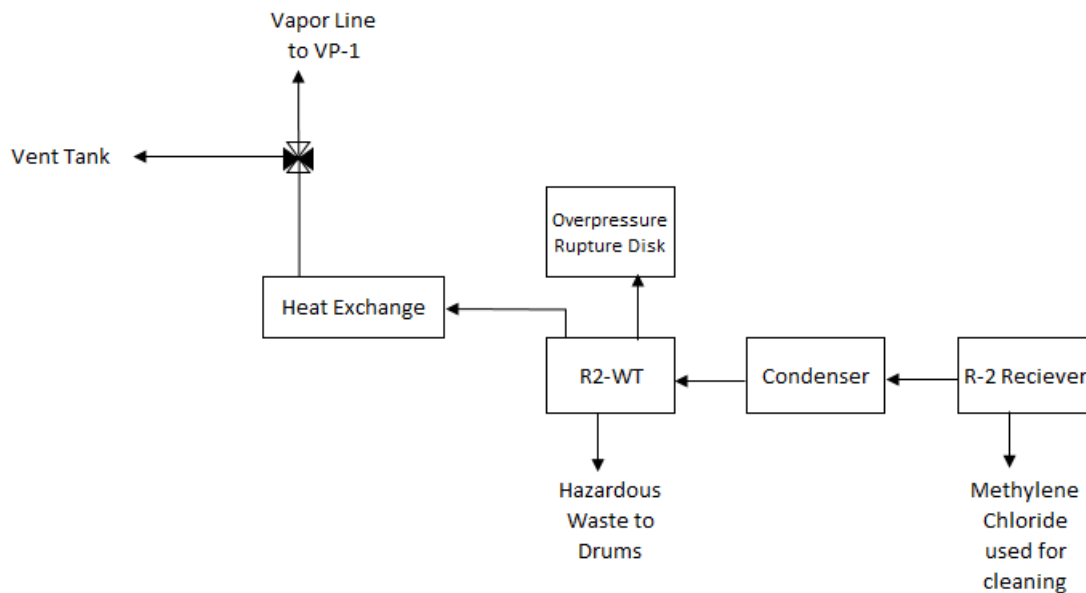 Vapor Line
to VP-1
Vent Tank
Overpressure
Rupture Disk
Heat Exchange
R2-WT
Condenser
R-2 Reciever
Hazardous
Waste to
Drums
Methylene
Chloride
used for
cleaning